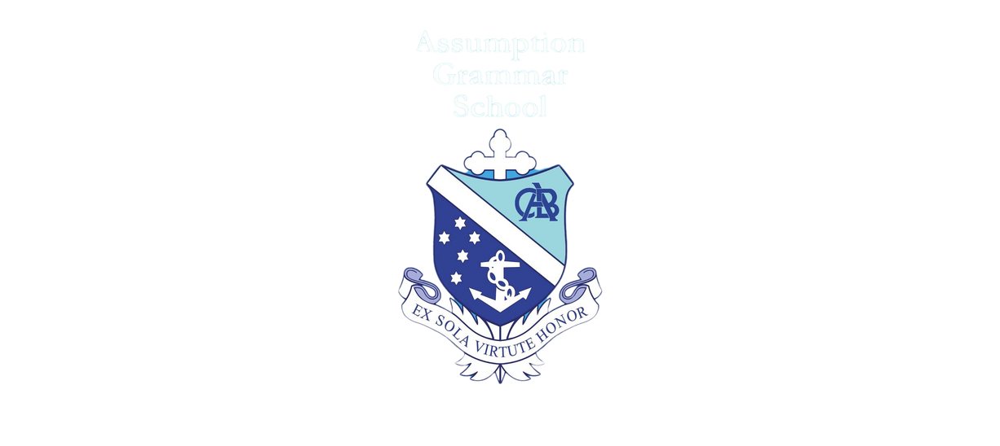 Assumption
Grammar
School
EX SOLA VIRTUTE HONOR